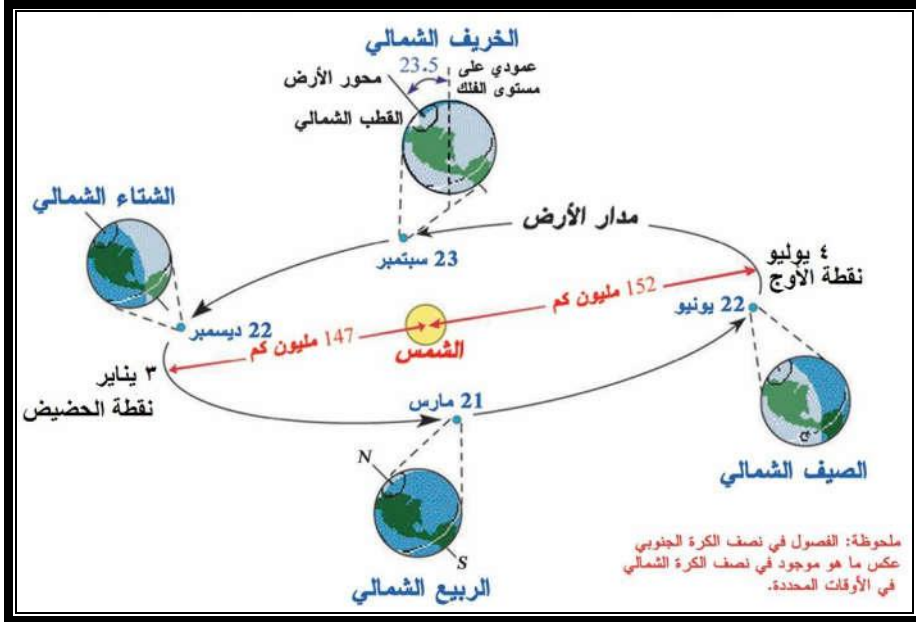 الخريف الشمالي
23.5
عمودي على
مستوى الفلك
محور الأرض
القطب الشمالي
الشتاء الشمالي
مدار الأرض
٤ يوليو
نقطة الأوج
23 سبتمبر
152 مليون كم
22 يونيو
22 ديسمبر
147 مليون كم
الشمس
٣ يناير
نقطة الحضيض
21 مارس
الصيف الشمالي
N
S
الربيع الشمالي
ملحوظة: الفصول في نصف الكرة الجنوبي
عكس ما هو موجود في نصف الكرة الشمالي
في الأوقات المحددة.